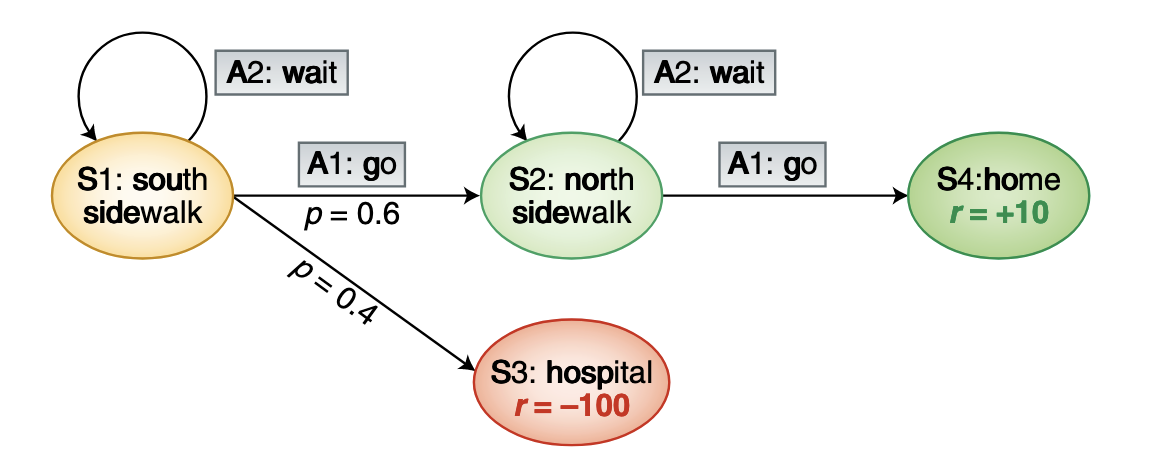 A2: wait
A2: wait
A1: go
A1: go
S1: south
sidewalk
p = 0.6
S2: north
sidewalk
S4:home
r = +10
p = 0.4
S3: hospital
r = –100